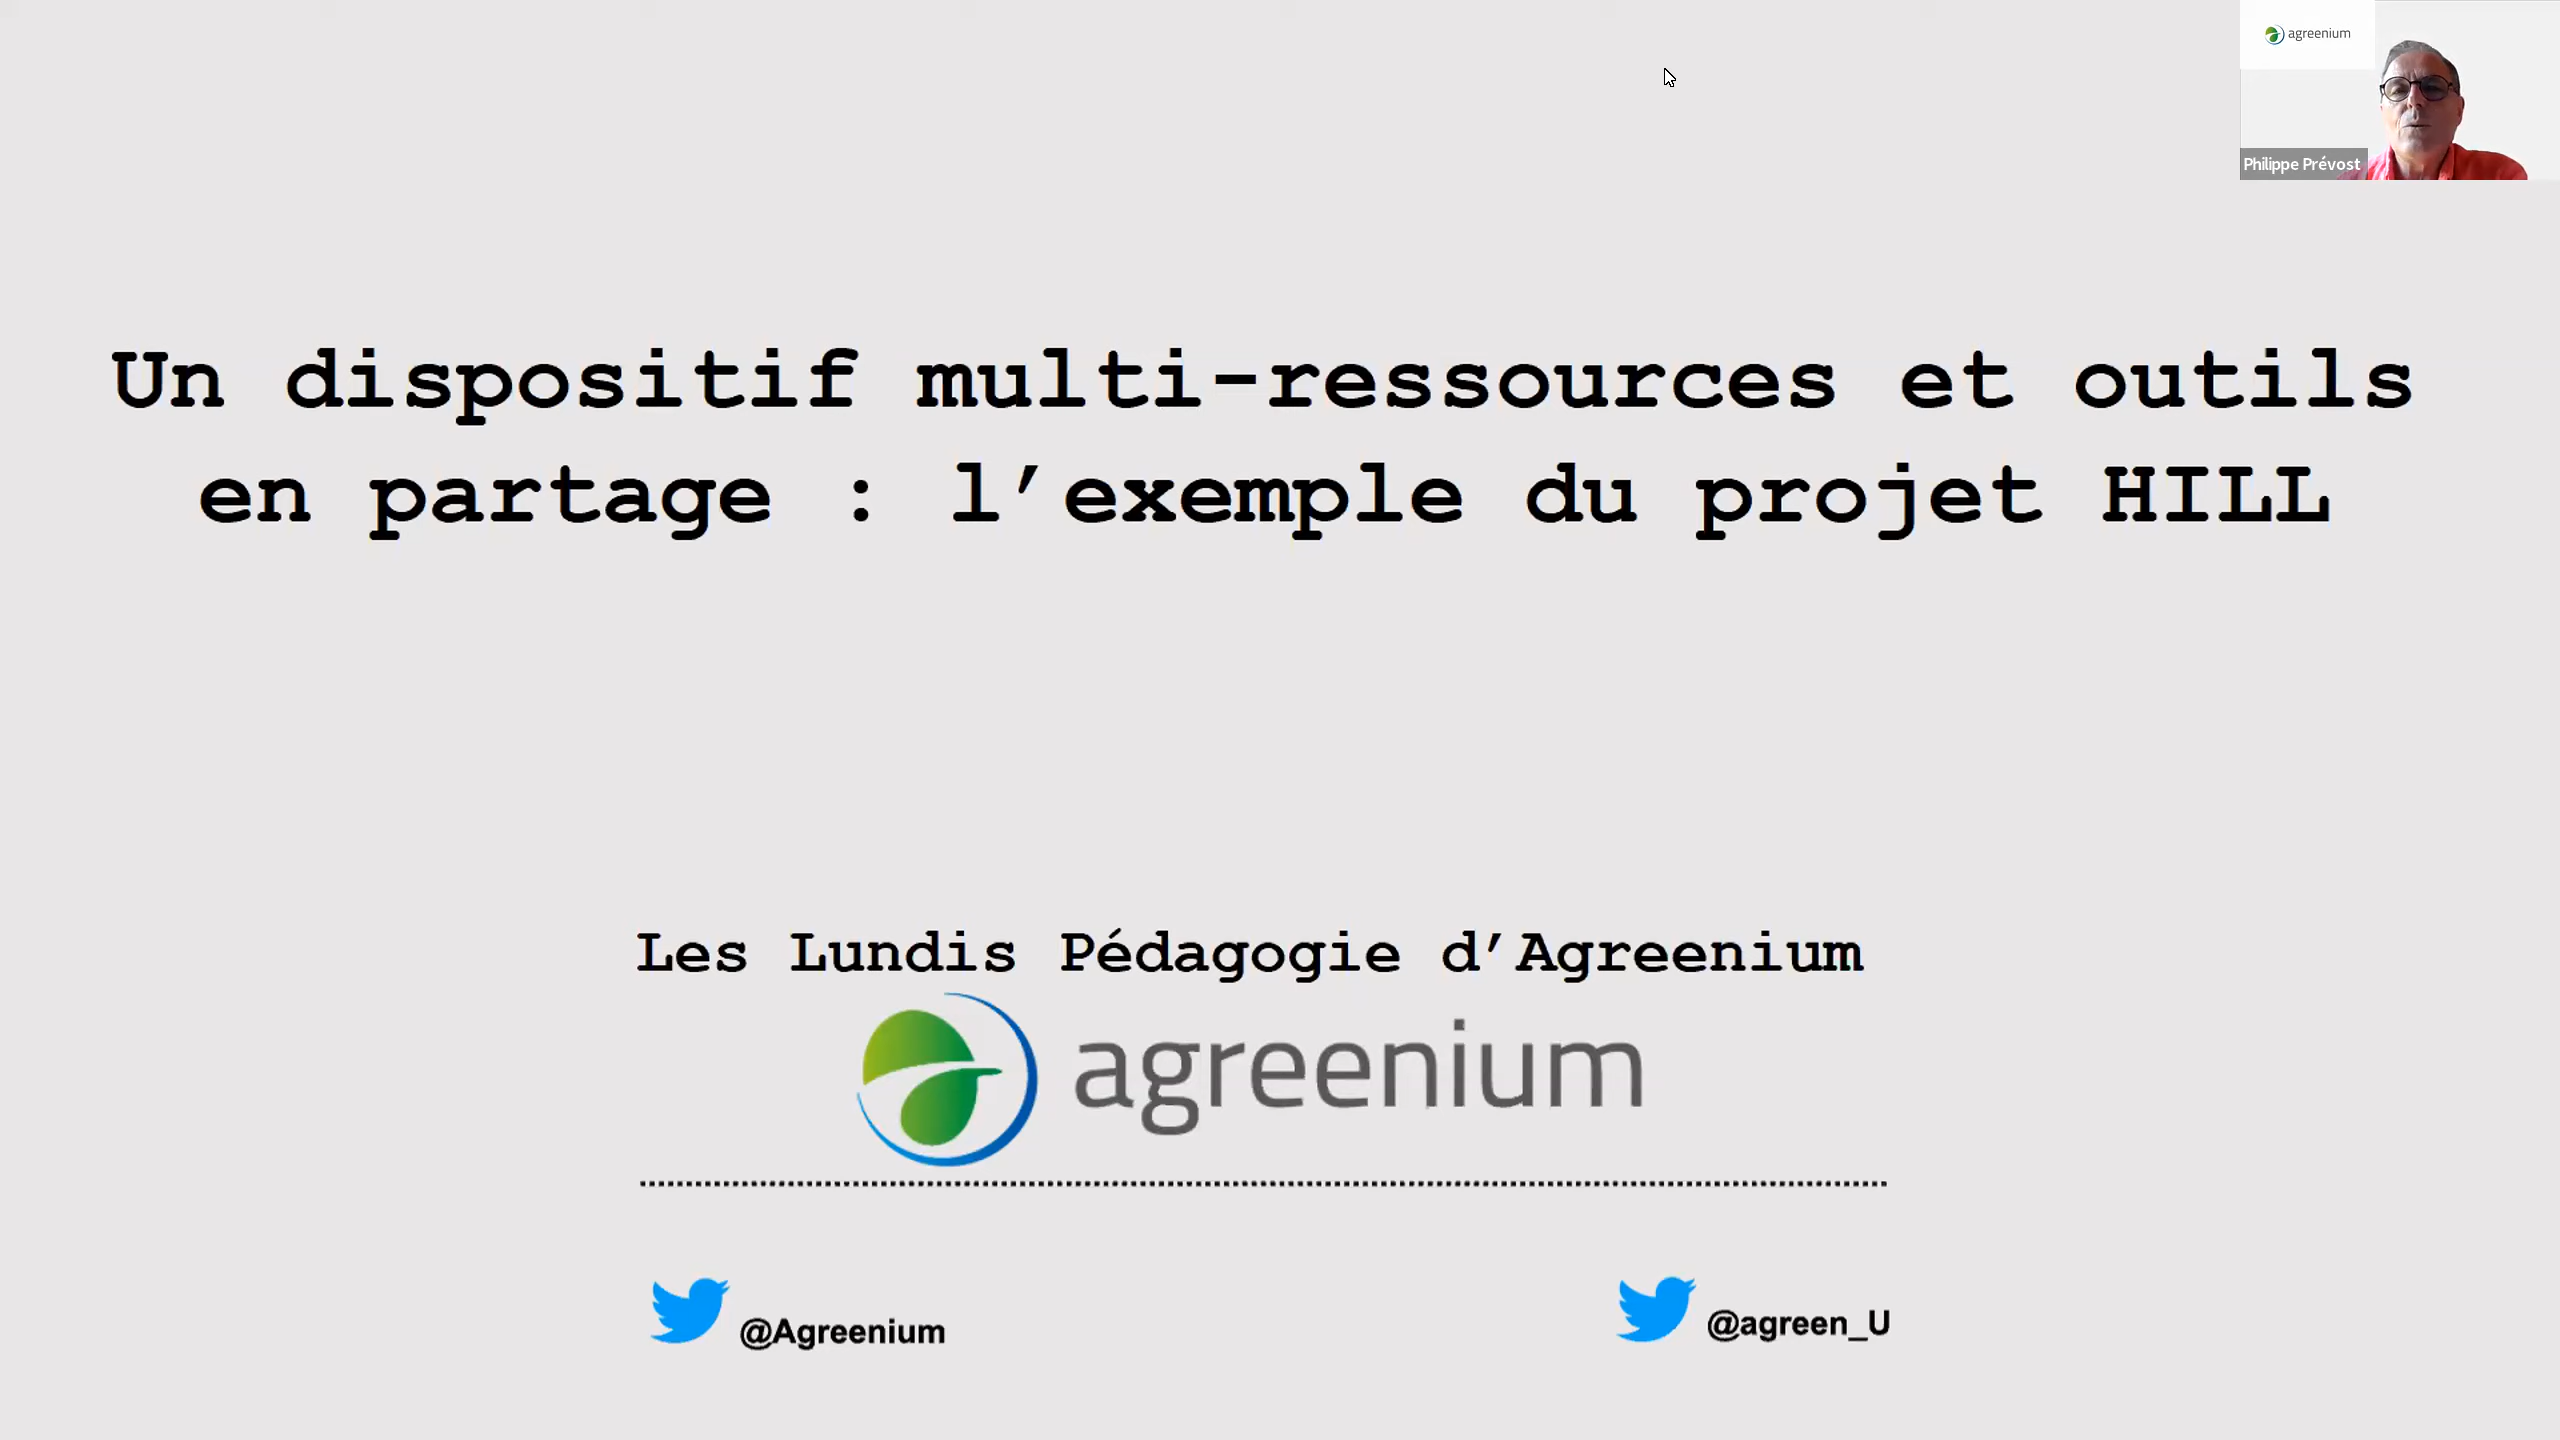 agreenium
Philippe Prévost
Un dispositif multi-ressources et outils
en partage : l’exemple du projet HILL
Les Lundis Pédagogie d’Agreenium
agreenium
@Agreenium
@agreen_U